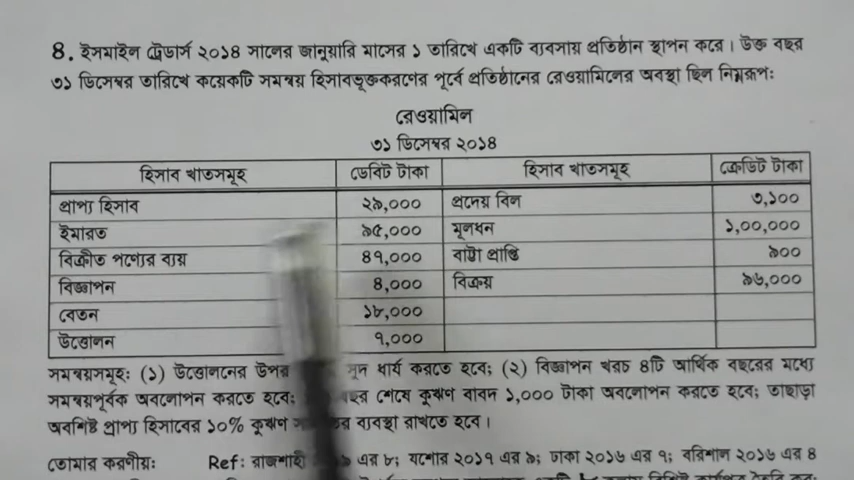 ৪. ইসমাইল ট্রেডার্স ২০১৪ সালের জানুয়ারি মাসের ১ তারিখে একটি ব্যবসায় প্রতিষ্ঠান স্থাপন করে। উক্ত বছর
৩১ ডিসেম্বর তারিখে কয়েকটি সমন্বয় হিসাবভুক্তকরণের পূর্বে প্রতিষ্ঠানের রেওয়ামিলের অবস্থা ছিল নিম্নরূপ:
রেওয়ামিল
৩১ ডিসেম্বর ২০১৪
হিসাব খাতসমূহ ডেবিট টাকা হিসাব খাতসমূহ ক্রেডিট টাকা
প্রাপ্য হিসাব ২৯,০০০ প্রদেয় বিল ৩,১০০
ইমারত ৯৫,০০০ মূলধন ১,০০,০০০
বিক্রীত পণ্যের ব্যয় ৪৭,০০০ বাট্টা প্রাপ্তি ৯০০
বিজ্ঞাপন ৪,০০০ বিক্রয় ৯৬,০০০
বেতন ১৮,০০০
উত্তোলন ৭,০০০
সমন্বয়সমূহ: (১) উত্তোলনের উপর সুদ ধার্য করতে হবে; (২) বিজ্ঞাপন খরচ ৪টি আর্থিক বছরের মধ্যে
সমন্বয়পূর্বক অবলোপন করতে হবে; বছর শেষে কুঋণ বাবদ ১,০০০ টাকা অবলোপন করতে হবে; তাছাড়া
অবশিষ্ট প্রাপ্য হিসাবের ১০% কুঋণ ব্যবস্থা রাখতে হবে।
তোমার করণীয়: Ref: রাজশাহী এর ৮; যশোর ২০১৭ এর ৯; ঢাকা ২০১৬ এর ৭; বরিশাল ২০১৬ এর ৪